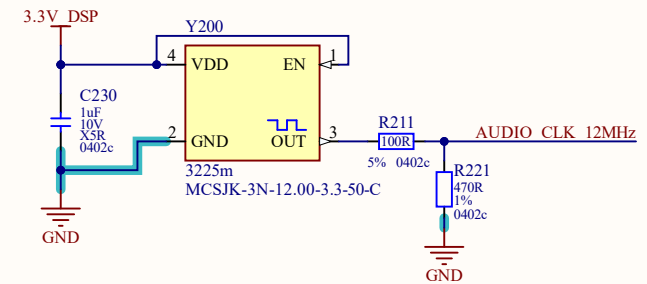 3.3V_DSP
Y200
4 VDD EN 1
C230
1uF
10V
X5R
0402c
2 GND OUT 3
R211
100R
5% 0402c
AUDIO_CLK_12MHz
3225m
MCSJK-3N-12.00-3.3-50-C
R221
470R
1%
0402c
GND
GND